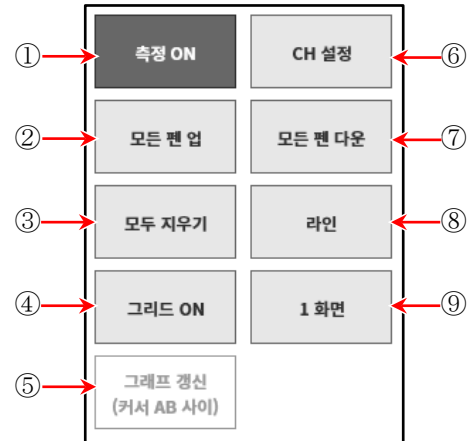 ① 측정 ON CH 설정 ⑥
② 모든 펜 업 모든 펜 다운 ⑦
③ 모두 지우기 라인 ⑧
④ 그리드 ON 1 화면 ⑨
⑤ 그래프 갱신
(커서 AB 사이)